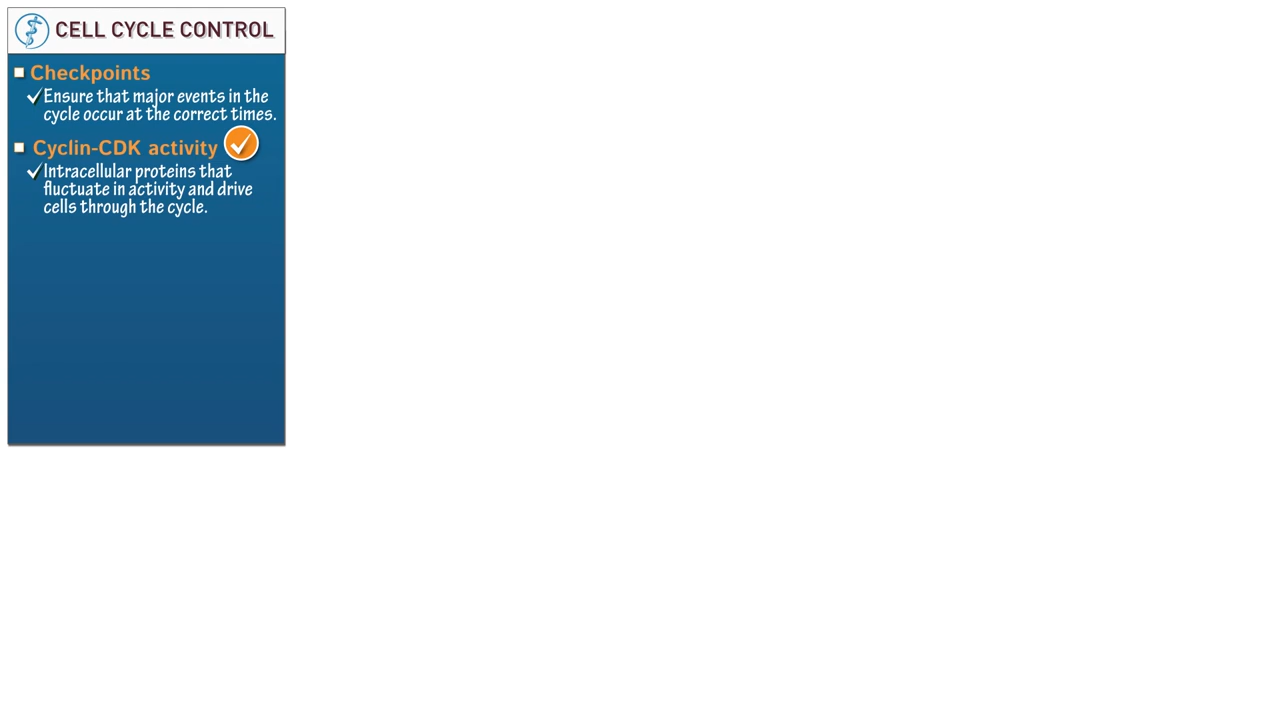 CELL CYCLE CONTROL
Checkpoints
Ensure that major events in the
cycle occur at the correct times.
Cyclin-CDK activity
Intracellular proteins that
fluctuate in activity and drive
cells through the cycle.